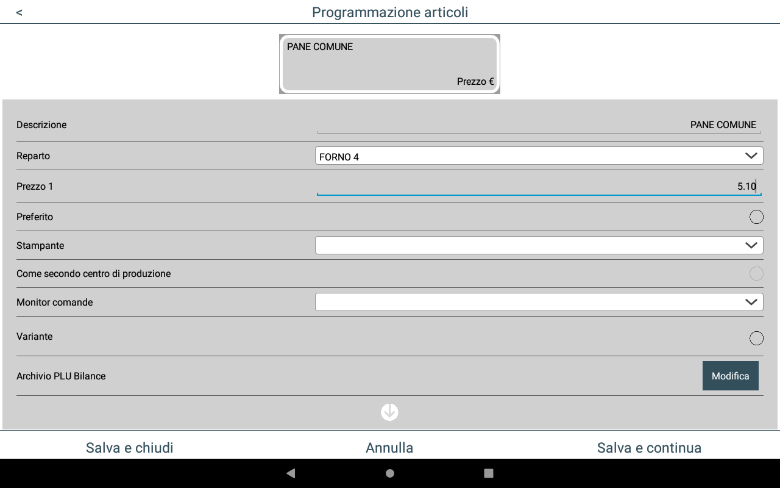 <
Programmazione articoli
PANE COMUNE
Prezzo €
Descrizione
PANE COMUNE
Reparto
FORNO 4
Prezzo 1
5.10
Preferito
Stampante
Come secondo centro di produzione
Monitor comande
Variante
Archivio PLU Bilance
Modifica
Salva e chiudi
Annulla
Salva e continua